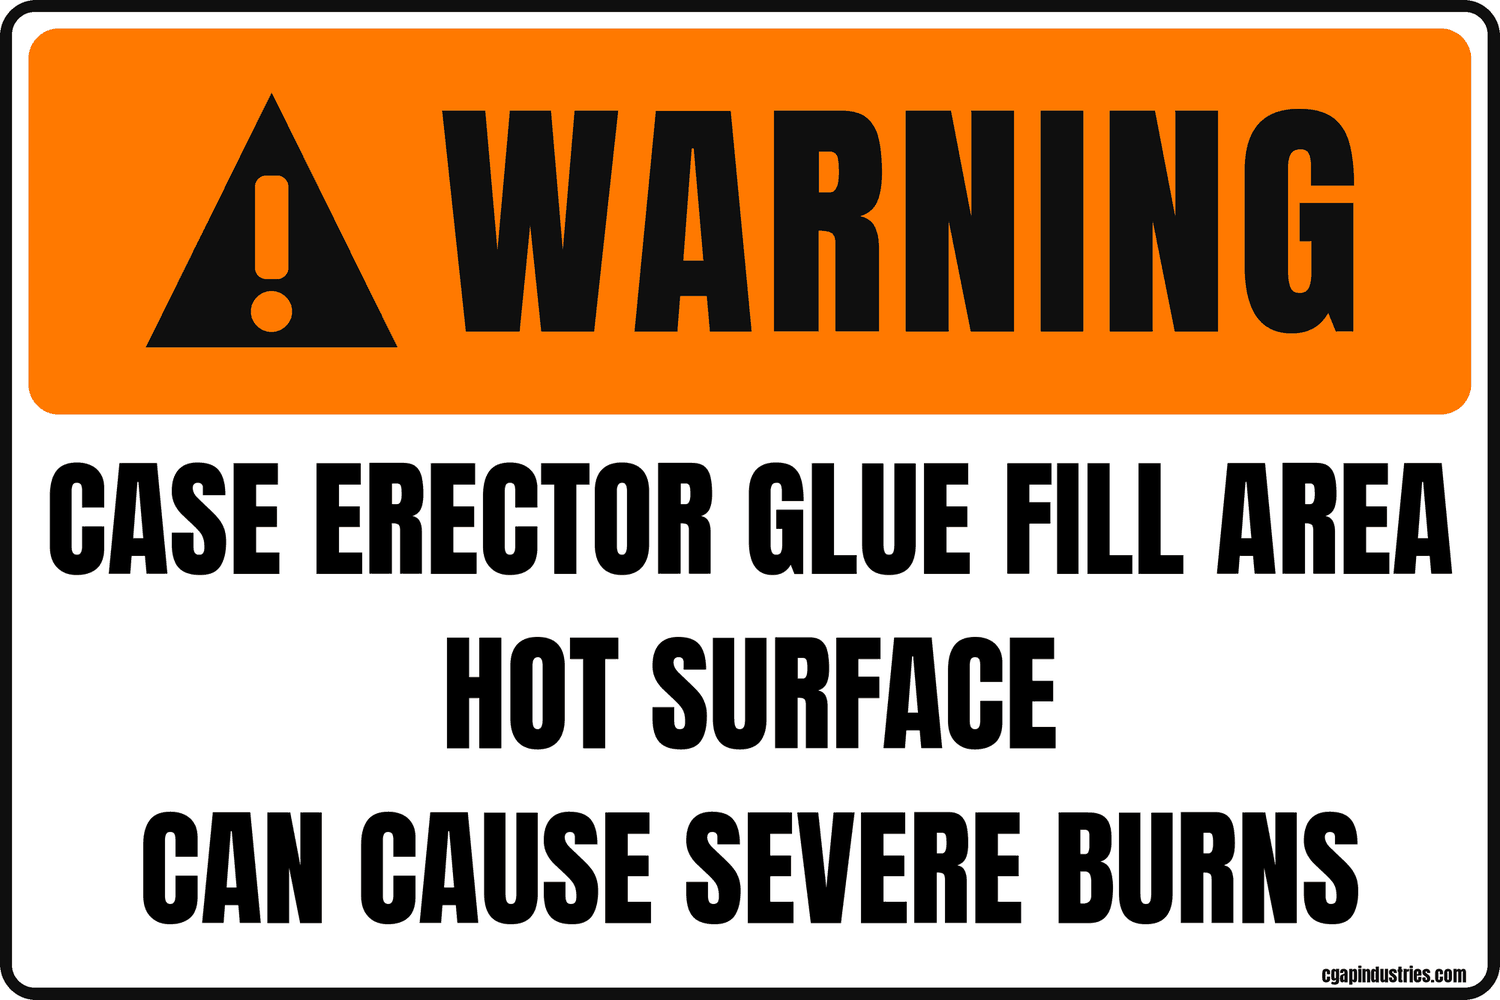 WARNING
CASE ERECTOR GLUE FILL AREA
HOT SURFACE
CAN CAUSE SEVERE BURNS
cgapindustries.com